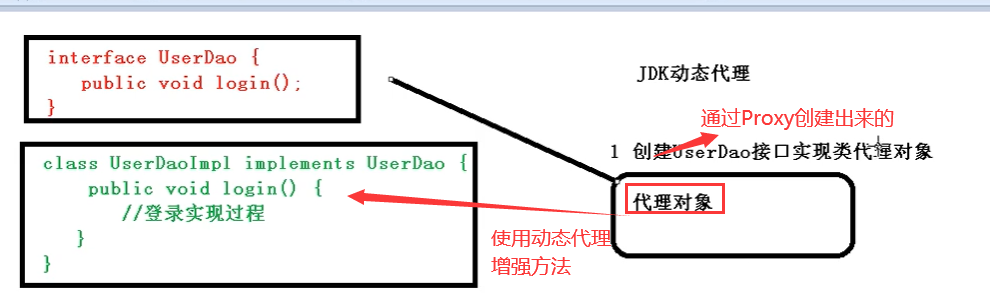 interface UserDao {
public void login();
}
class UserDaoImpl implements UserDao {
public void login() {
//登录实现过程
}
}
JDK动态代理
通过Proxy创建出来的
1 创建UserDao接口实现类代理对象
代理对象
使用动态代理
增强方法